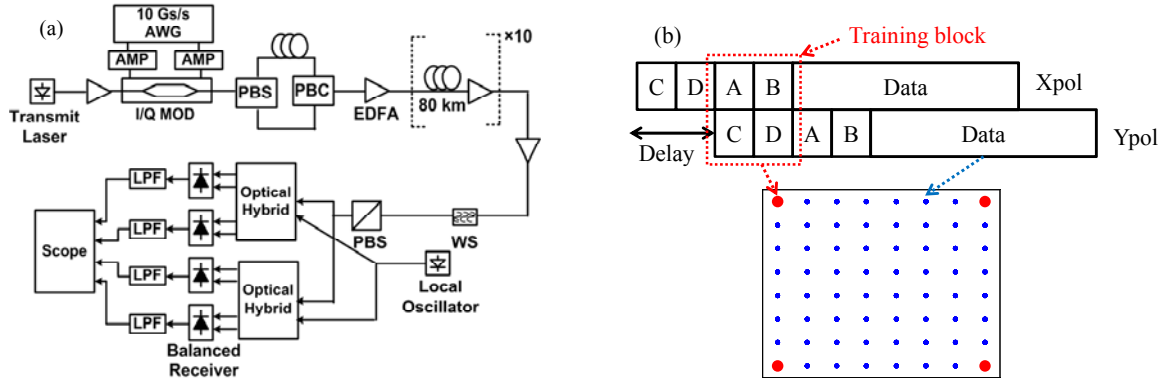 (a)
10 Gs/s
AWG
AMP
AMP
Transmit
Laser
I/Q MOD
PBS
PBC
EDFA
80 km
×10
LPF
LPF
LPF
LPF
Optical
Hybrid
Optical
Hybrid
Scope
PBS
WS
Local
Oscillator
Balanced
Receiver
(b)
Training block
C D A B Data Xpol
C D A B Data Ypol
Delay